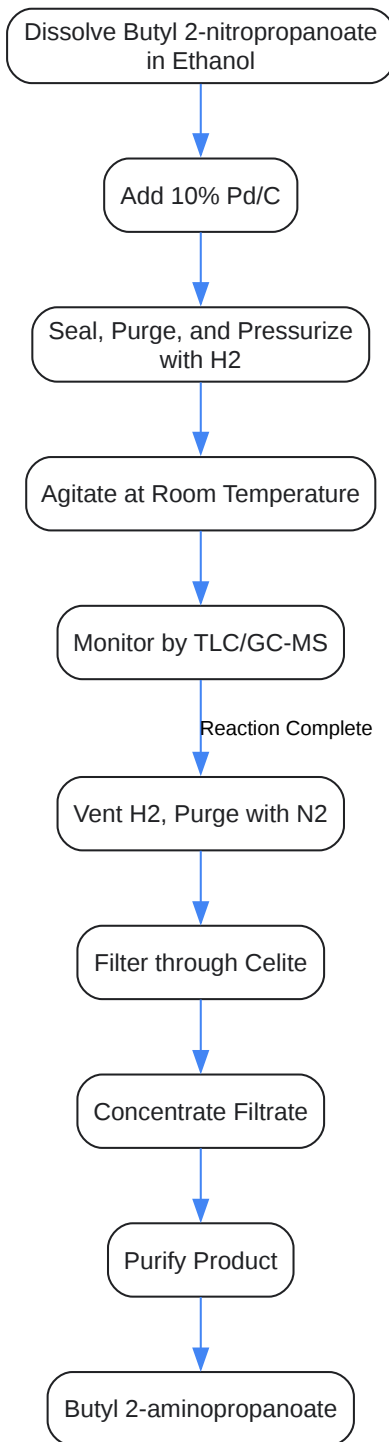 Dissolve Butyl 2-nitropropanoate
in Ethanol
Add 10% Pd/C
Seal, Purge, and Pressurize
with H2
Agitate at Room Temperature
Monitor by TLC/GC-MS
Reaction Complete
Vent H2, Purge with N2
Filter through Celite
Concentrate Filtrate
Purify Product
Butyl 2-aminopropanoate